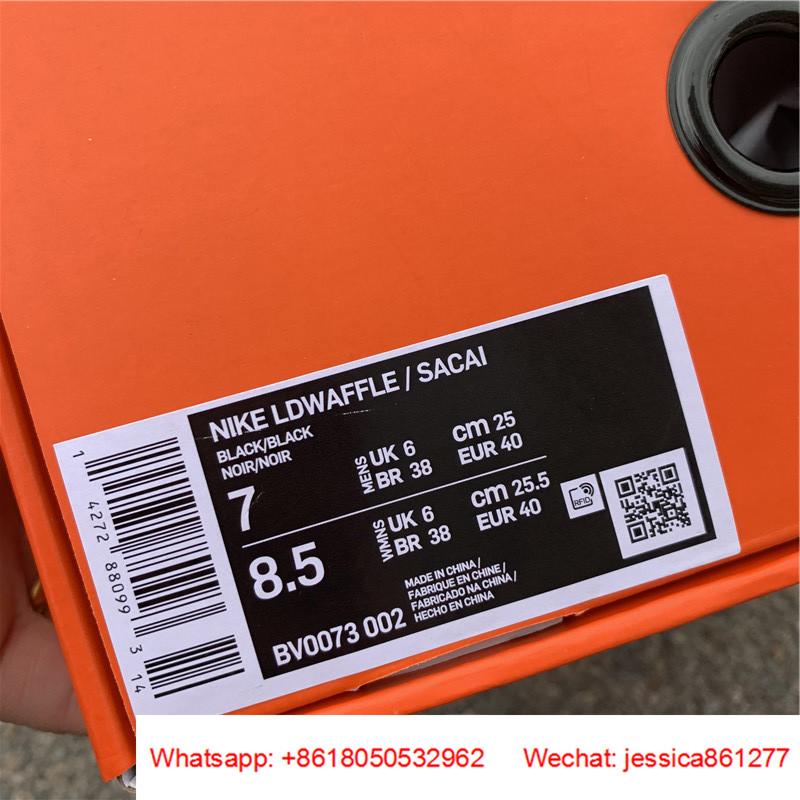 NIKE LDWAFFLE / SACAI
BLACK/BLACK
NOIR/NOIR
7
MENS
UK 6
BR 38
cm 25
EUR 40
8.5
WMNS
UK 6
BR 38
cm 25.5
EUR 40
RFID
BV0073 002
MADE IN CHINA /
FABRIQUE EN CHINE /
FABRICADO NA CHINA /
HECHO EN CHINA
1 4272 88099 3 14
Whatsapp: +8618050532962 Wechat: jessica861277